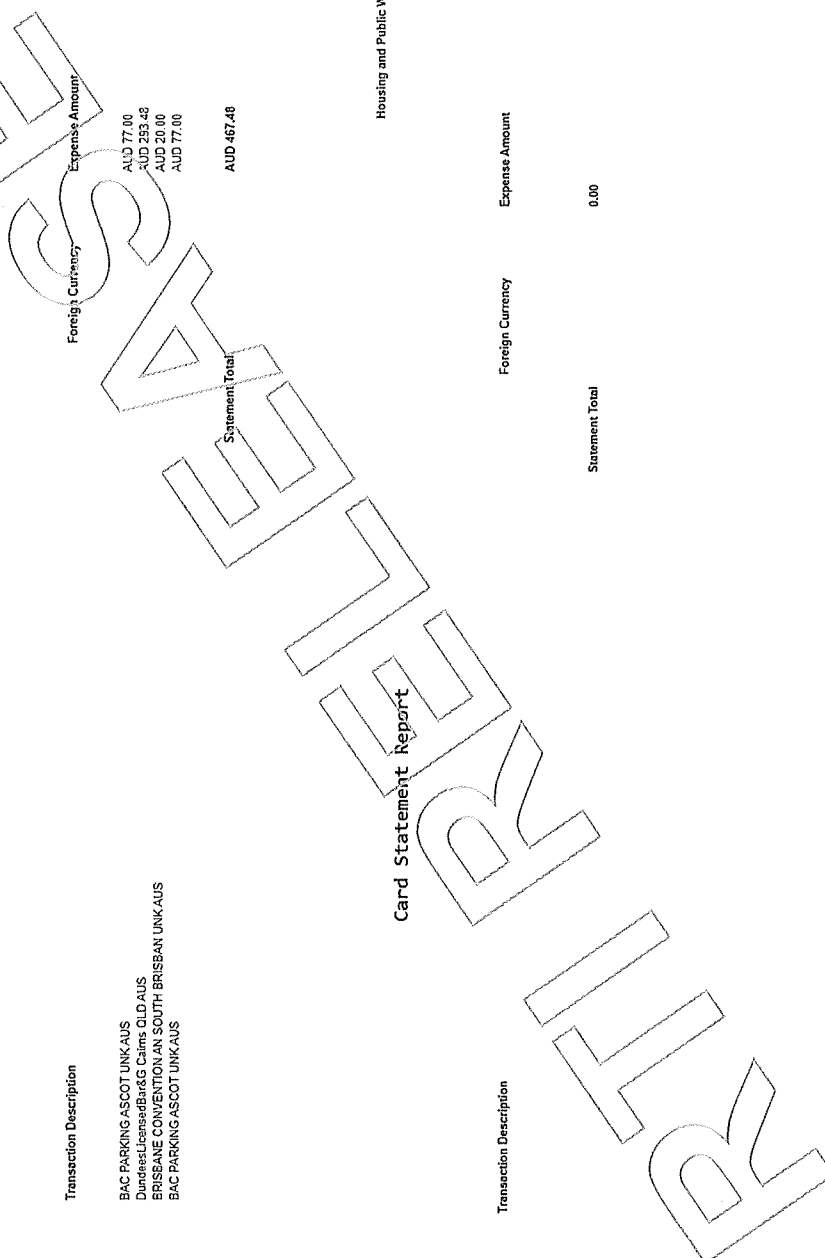 Transaction Description Foreign Currency Expense Amount
BAC PARKING ASCOT UNK AUS AUD 77.00
DundeesLicensedBar&G Cairns QLD AUS AUD 293.48
BRISBANE CONVENTION AN SOUTH BRISBAN UNK AUS AUD 20.00
BAC PARKING ASCOT UNK AUS AUD 77.00
Statement Total AUD 467.48
Housing and Public W
Card Statement Report
Transaction Description Foreign Currency Expense Amount
Statement Total 0.00
RTI RELEASE